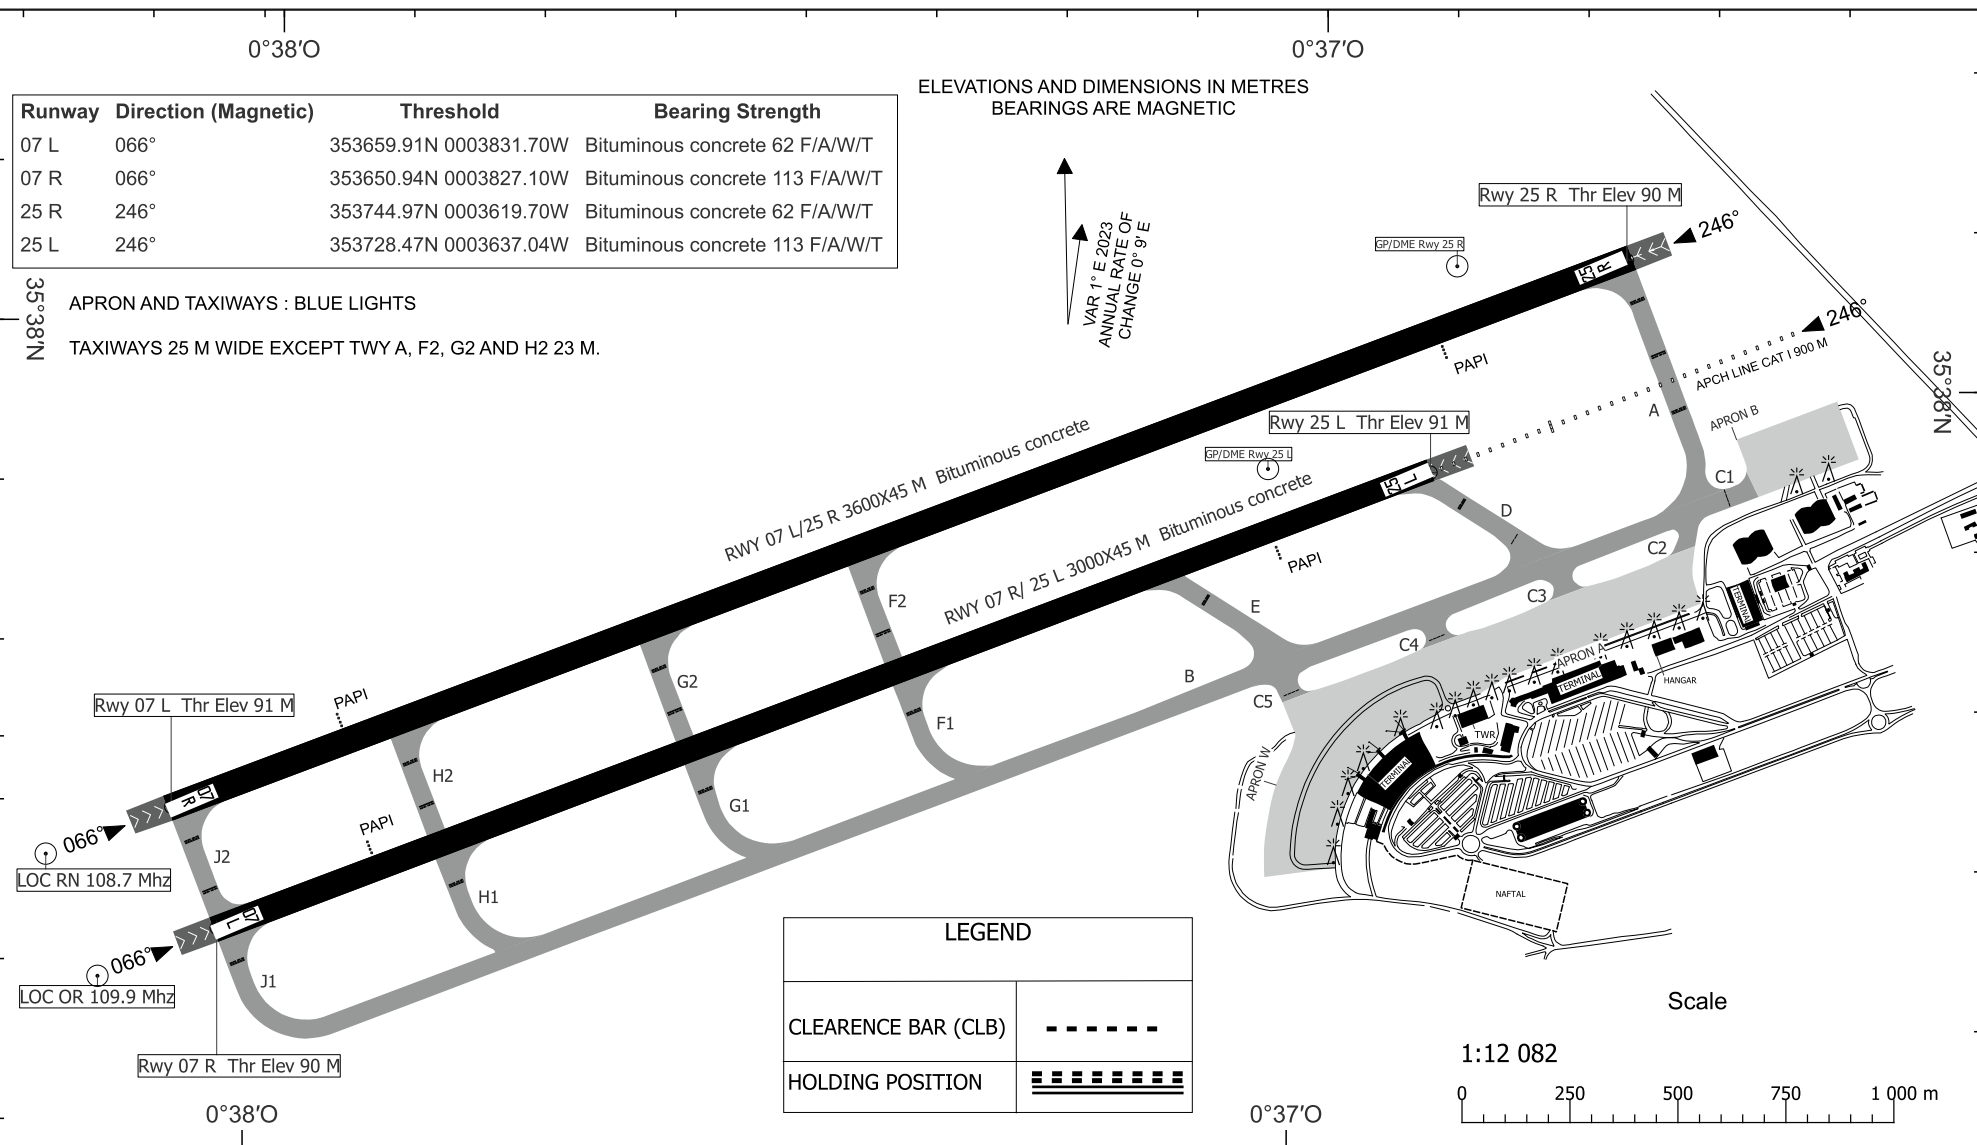 0°38'O
0°37'O
ELEVATIONS AND DIMENSIONS IN METRES
BEARINGS ARE MAGNETIC
Runway Direction (Magnetic) Threshold Bearing Strength
07 L 066° 353659.91N 0003831.70W Bituminous concrete 62 F/A/W/T
07 R 066° 353650.94N 0003827.10W Bituminous concrete 113 F/A/W/T
25 R 246° 353744.97N 0003619.70W Bituminous concrete 62 F/A/W/T
25 L 246° 353728.47N 0003637.04W Bituminous concrete 113 F/A/W/T
VAR 1° E 2023
ANNUAL RATE OF
CHANGE 0° 9' E
Rwy 25 R Thr Elev 90 M
246°
GP/DME Rwy 25 R
25
R
35°38'N
APRON AND TAXIWAYS : BLUE LIGHTS
TAXIWAYS 25 M WIDE EXCEPT TWY A, F2, G2 AND H2 23 M.
246°
PAPI
APCH LINE CAT I 900 M
35°38'N
A
APRON B
Rwy 25 L Thr Elev 91 M
GP/DME Rwy 25 L
25
L
C1
RWY 07 L/25 R 3600X45 M Bituminous concrete
RWY 07 R/ 25 L 3000X45 M Bituminous concrete
D
PAPI
C2
F2
E
C3
TERMINAL
C4
APRON A
B
G2
TERMINAL
HANGAR
C5
F1
Rwy 07 L Thr Elev 91 M
PAPI
TWR
APRON W
TERMINAL
H2
07
R
G1
066°
PAPI
J2
LOC RN 108.7 Mhz
H1
NAFTAL
07
L
066°
J1
LOC OR 109.9 Mhz
LEGEND
CLEARENCE BAR (CLB)
HOLDING POSITION
Scale
1:12 082
0 250 500 750 1 000 m
Rwy 07 R Thr Elev 90 M
0°38'O
0°37'O